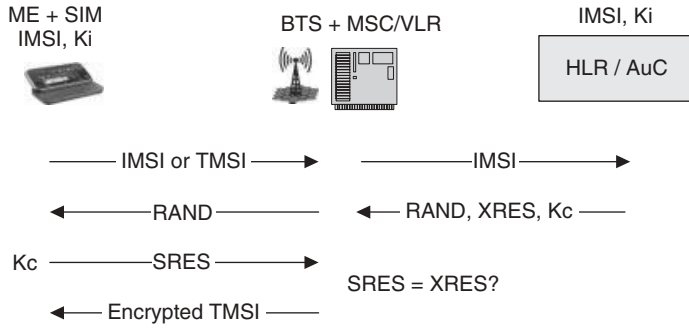 ME + SIM
IMSI, Ki
BTS + MSC/VLR
IMSI, Ki
HLR / AuC
IMSI or TMSI
IMSI
RAND
RAND, XRES, Kc
Kc
SRES
SRES = XRES?
Encrypted TMSI